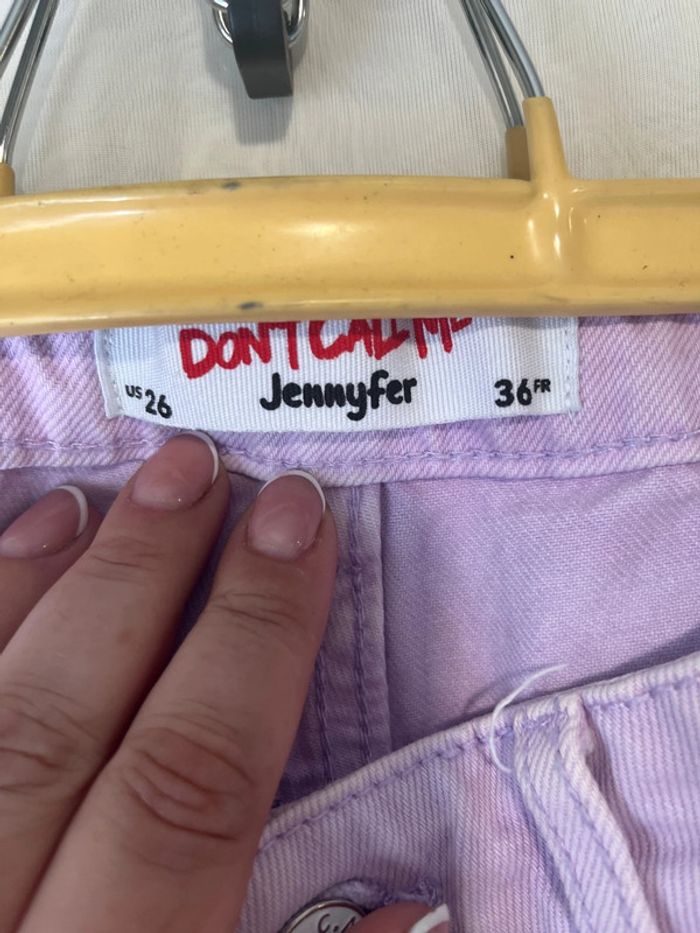 DON'T CALL ME
Jennyfer
US 26
36 FR